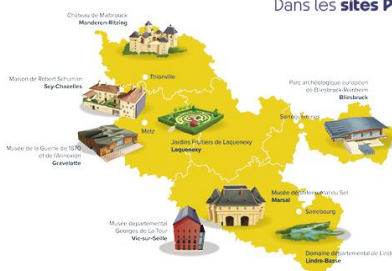 Dans les sites P
Château de Malbrouck
Manderen-Ritzing
Thionville
Maison de Robert Schuman
Scy-Chazelles
Parc archéologique européen
de Bliesbruck-Reinheim
Bliesbruck
Sarreguemines
Metz
Jardins Fruitiers de Laquenexy
Laquenexy
Musée de la Guerre de 1870
et de l'Annexion
Gravelotte
Musée départemental du Sel
Marsal
Sarrebourg
Musée départemental
Georges de La Tour
Vic-sur-Seille
Domaine départemental de Lind
Lindre-Basse